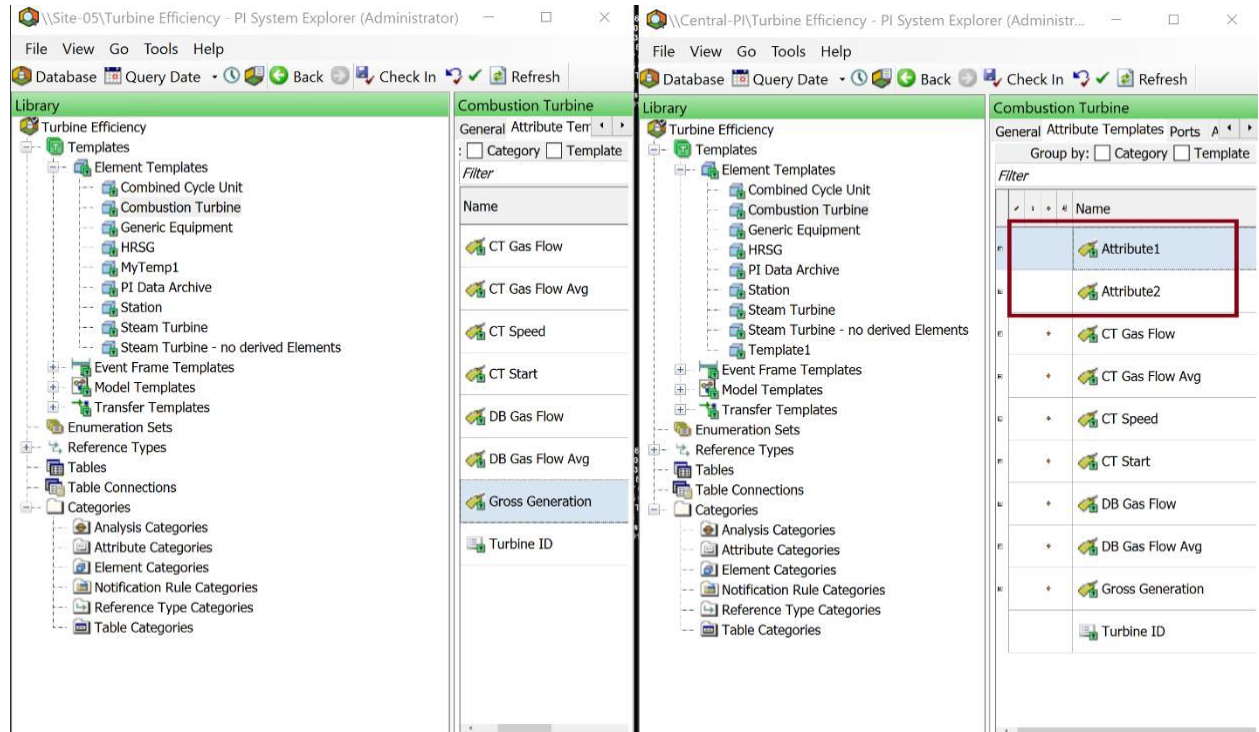 \\Site-05\Turbine Efficiency - PI System Explorer (Administrator)
File View Go Tools Help
Database Query Date Back Check In Refresh
Library
Turbine Efficiency
Templates
Element Templates
Combined Cycle Unit
Combustion Turbine
Generic Equipment
HRSG
MyTemp1
PI Data Archive
Station
Steam Turbine
Steam Turbine - no derived Elements
Event Frame Templates
Model Templates
Transfer Templates
Enumeration Sets
Reference Types
Tables
Table Connections
Categories
Analysis Categories
Attribute Categories
Element Categories
Notification Rule Categories
Reference Type Categories
Table Categories
Combustion Turbine
General Attribute Tem
: Category Template
Filter
Name
CT Gas Flow
CT Gas Flow Avg
CT Speed
CT Start
DB Gas Flow
DB Gas Flow Avg
Gross Generation
Turbine ID
\\Central-PI\Turbine Efficiency - PI System Explorer (Administr...
File View Go Tools Help
Database Query Date Back Check In Refresh
Library
Turbine Efficiency
Templates
Element Templates
Combined Cycle Unit
Combustion Turbine
Generic Equipment
HRSG
PI Data Archive
Station
Steam Turbine
Steam Turbine - no derived Elements
Template1
Event Frame Templates
Model Templates
Transfer Templates
Enumeration Sets
Reference Types
Tables
Table Connections
Categories
Analysis Categories
Attribute Categories
Element Categories
Notification Rule Categories
Reference Type Categories
Table Categories
Combustion Turbine
General Attribute Templates Ports A
Group by: Category Template
Filter
Name
Attribute1
Attribute2
CT Gas Flow
CT Gas Flow Avg
CT Speed
CT Start
DB Gas Flow
DB Gas Flow Avg
Gross Generation
Turbine ID